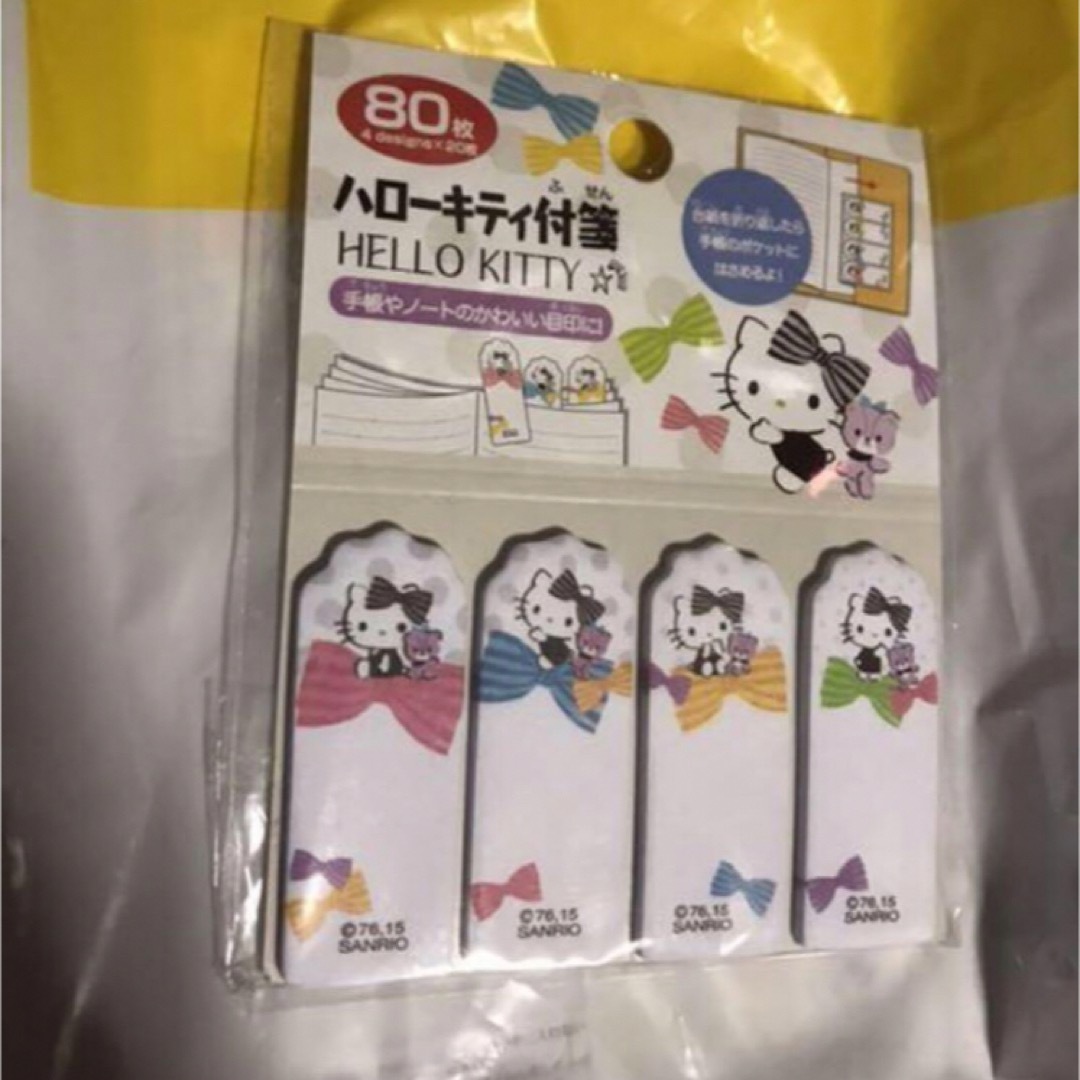 80枚
4 designs×20枚
ふ せん
ハローキティ付箋
HELLO KITTY
手帳やノートのかわいい目印に!
台紙を折り返したら
手帳のポケットに
はさめるよ!
©76,15
SANRIO
©76,15
SANRIO
©76,15
SANRIO
©76,15
SANRIO